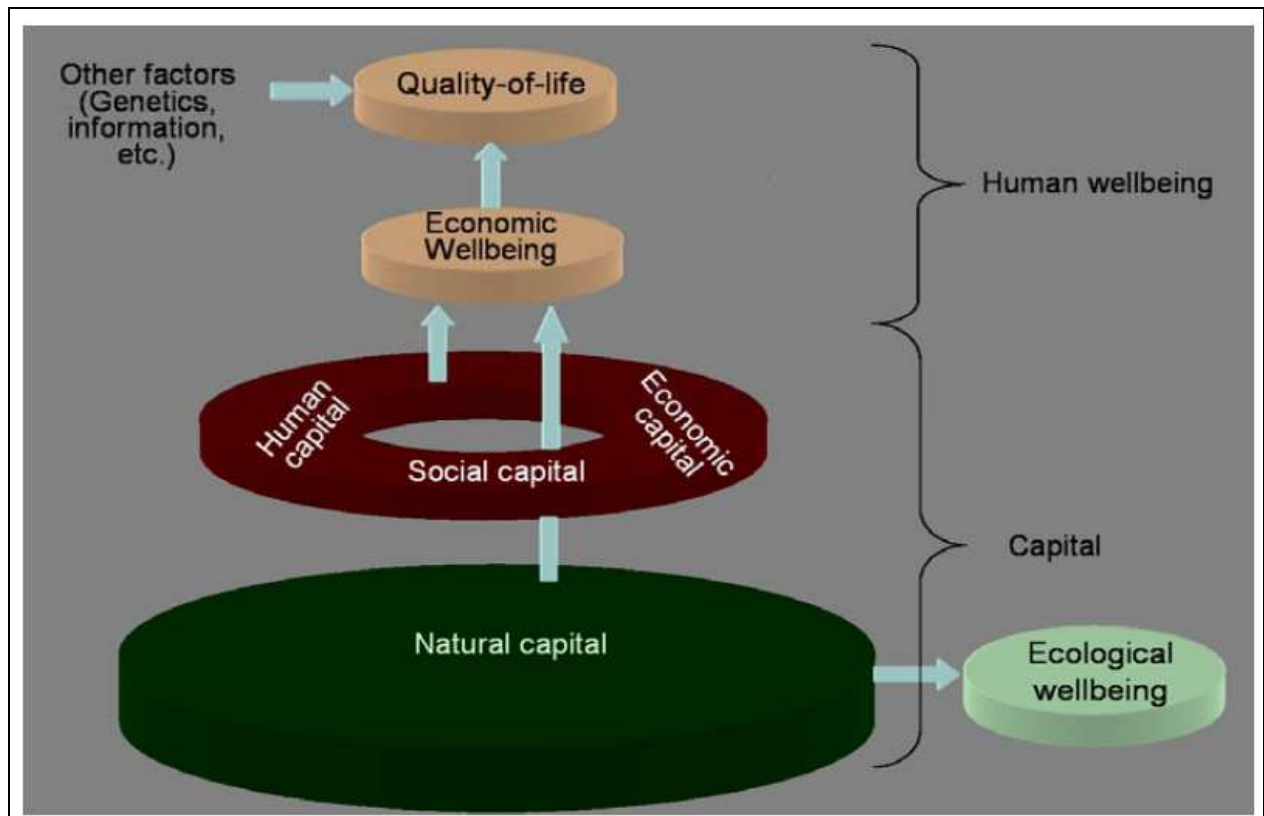 Other factors
(Genetics,
information,
etc.)
Quality-of-life
Human wellbeing
Economic
Wellbeing
Human
capital
Economic
capital
Social capital
Capital
Natural capital
Ecological
wellbeing